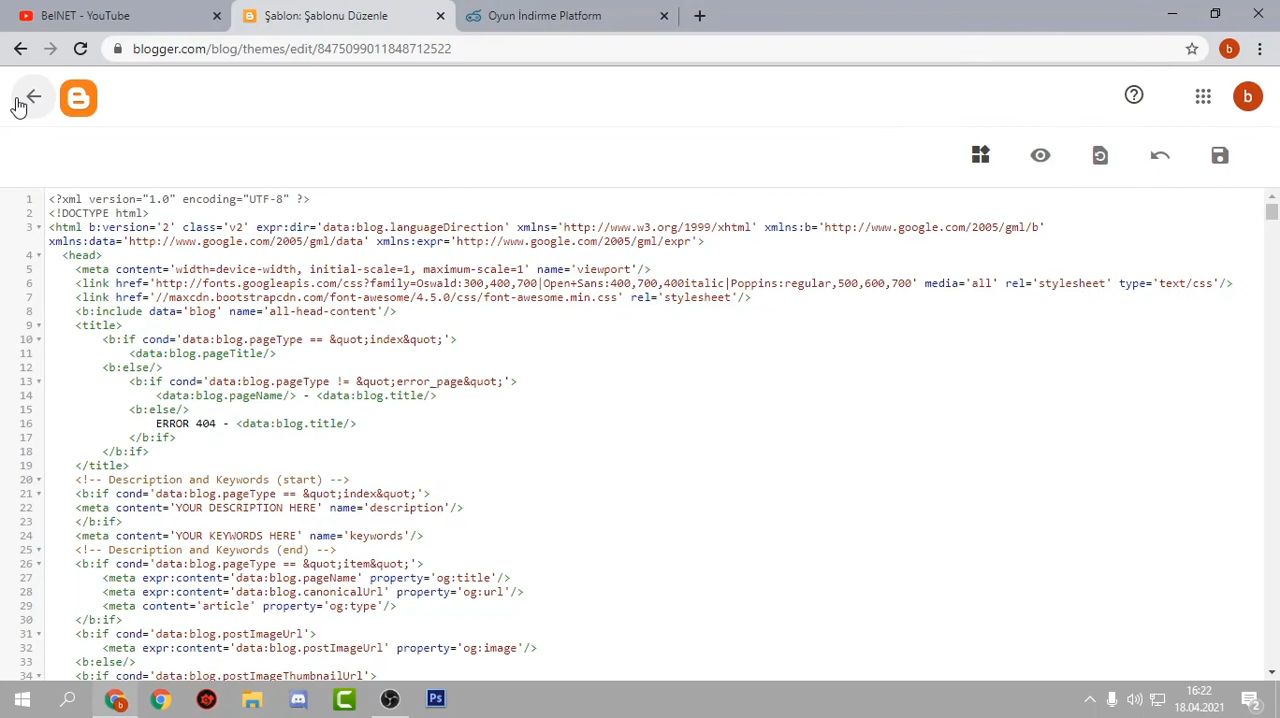 BelNET - YouTube
Şablon: Şablonu Düzenle
Oyun İndirme Platform
blogger.com/blog/themes/edit/8475099011848712522
b
b
1 <?xml version="1.0" encoding="UTF-8" ?>
2 <!DOCTYPE html>
3 <html b:version='2' class='v2' expr:dir='data:blog.languageDirection' xmlns='http://www.w3.org/1999/xhtml' xmlns:b='http://www.google.com/2005/gml/b'
xmlns:data='http://www.google.com/2005/gml/data' xmlns:expr='http://www.google.com/2005/gml/expr'>
4 <head>
5 <meta content='width=device-width, initial-scale=1, maximum-scale=1' name='viewport'/>
6 <link href='http://fonts.googleapis.com/css?family=Oswald:300,400,700|Open+Sans:400,700,400italic|Poppins:regular,500,600,700' media='all' rel='stylesheet' type='text/css'/>
7 <link href='//maxcdn.bootstrapcdn.com/font-awesome/4.5.0/css/font-awesome.min.css' rel='stylesheet'/>
8 <b:include data='blog' name='all-head-content'/>
9 <title>
10 <b:if cond='data:blog.pageType == &quot;index&quot;'>
11 <data:blog.pageTitle/>
12 <b:else/>
13 <b:if cond='data:blog.pageType != &quot;error_page&quot;'>
14 <data:blog.pageName/> - <data:blog.title/>
15 <b:else/>
16 ERROR 404 - <data:blog.title/>
17 </b:if>
18 </b:if>
19 </title>
20 <!-- Description and Keywords (start) -->
21 <b:if cond='data:blog.pageType == &quot;index&quot;'>
22 <meta content='YOUR DESCRIPTION HERE' name='description'/>
23 </b:if>
24 <meta content='YOUR KEYWORDS HERE' name='keywords'/>
25 <!-- Description and Keywords (end) -->
26 <b:if cond='data:blog.pageType == &quot;item&quot;'>
27 <meta expr:content='data:blog.pageName' property='og:title'/>
28 <meta expr:content='data:blog.canonicalUrl' property='og:url'/>
29 <meta content='article' property='og:type'/>
30 </b:if>
31 <b:if cond='data:blog.postImageUrl'>
32 <meta expr:content='data:blog.postImageUrl' property='og:image'/>
33 <b:else/>
34 <b:if cond='data:blog.postImageThumbnailUrl'>
b
Ps
16:22
18.04.2021
2